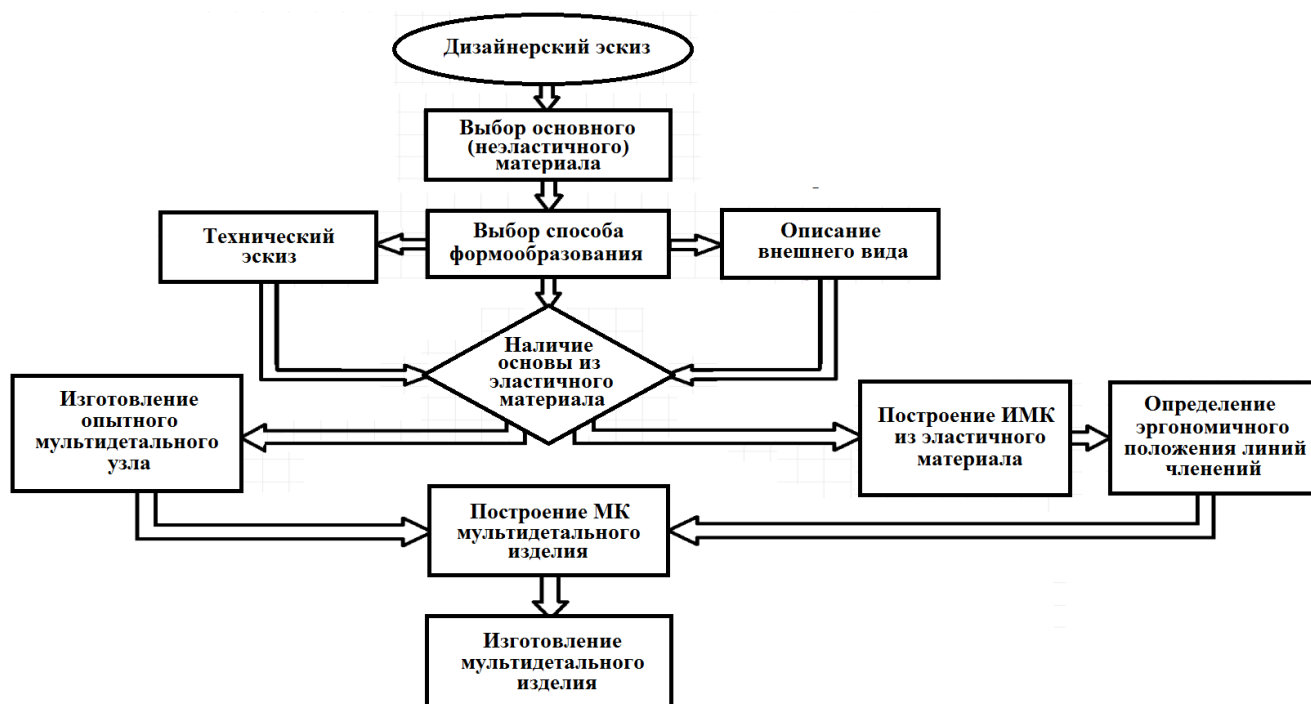 Дизайнерский эскиз
Выбор основного
(неэластичного)
материала
Технический
эскиз
Выбор способа
формообразования
Описание
внешнего вида
Наличие
основы из
эластичного
материала
Изготовление
опытного
мультидетального
узла
Построение ИМК
из эластичного
материала
Определение
эргономичного
положения линий
членений
Построение МК
мультидетального
изделия
Изготовление
мультидетального
изделия